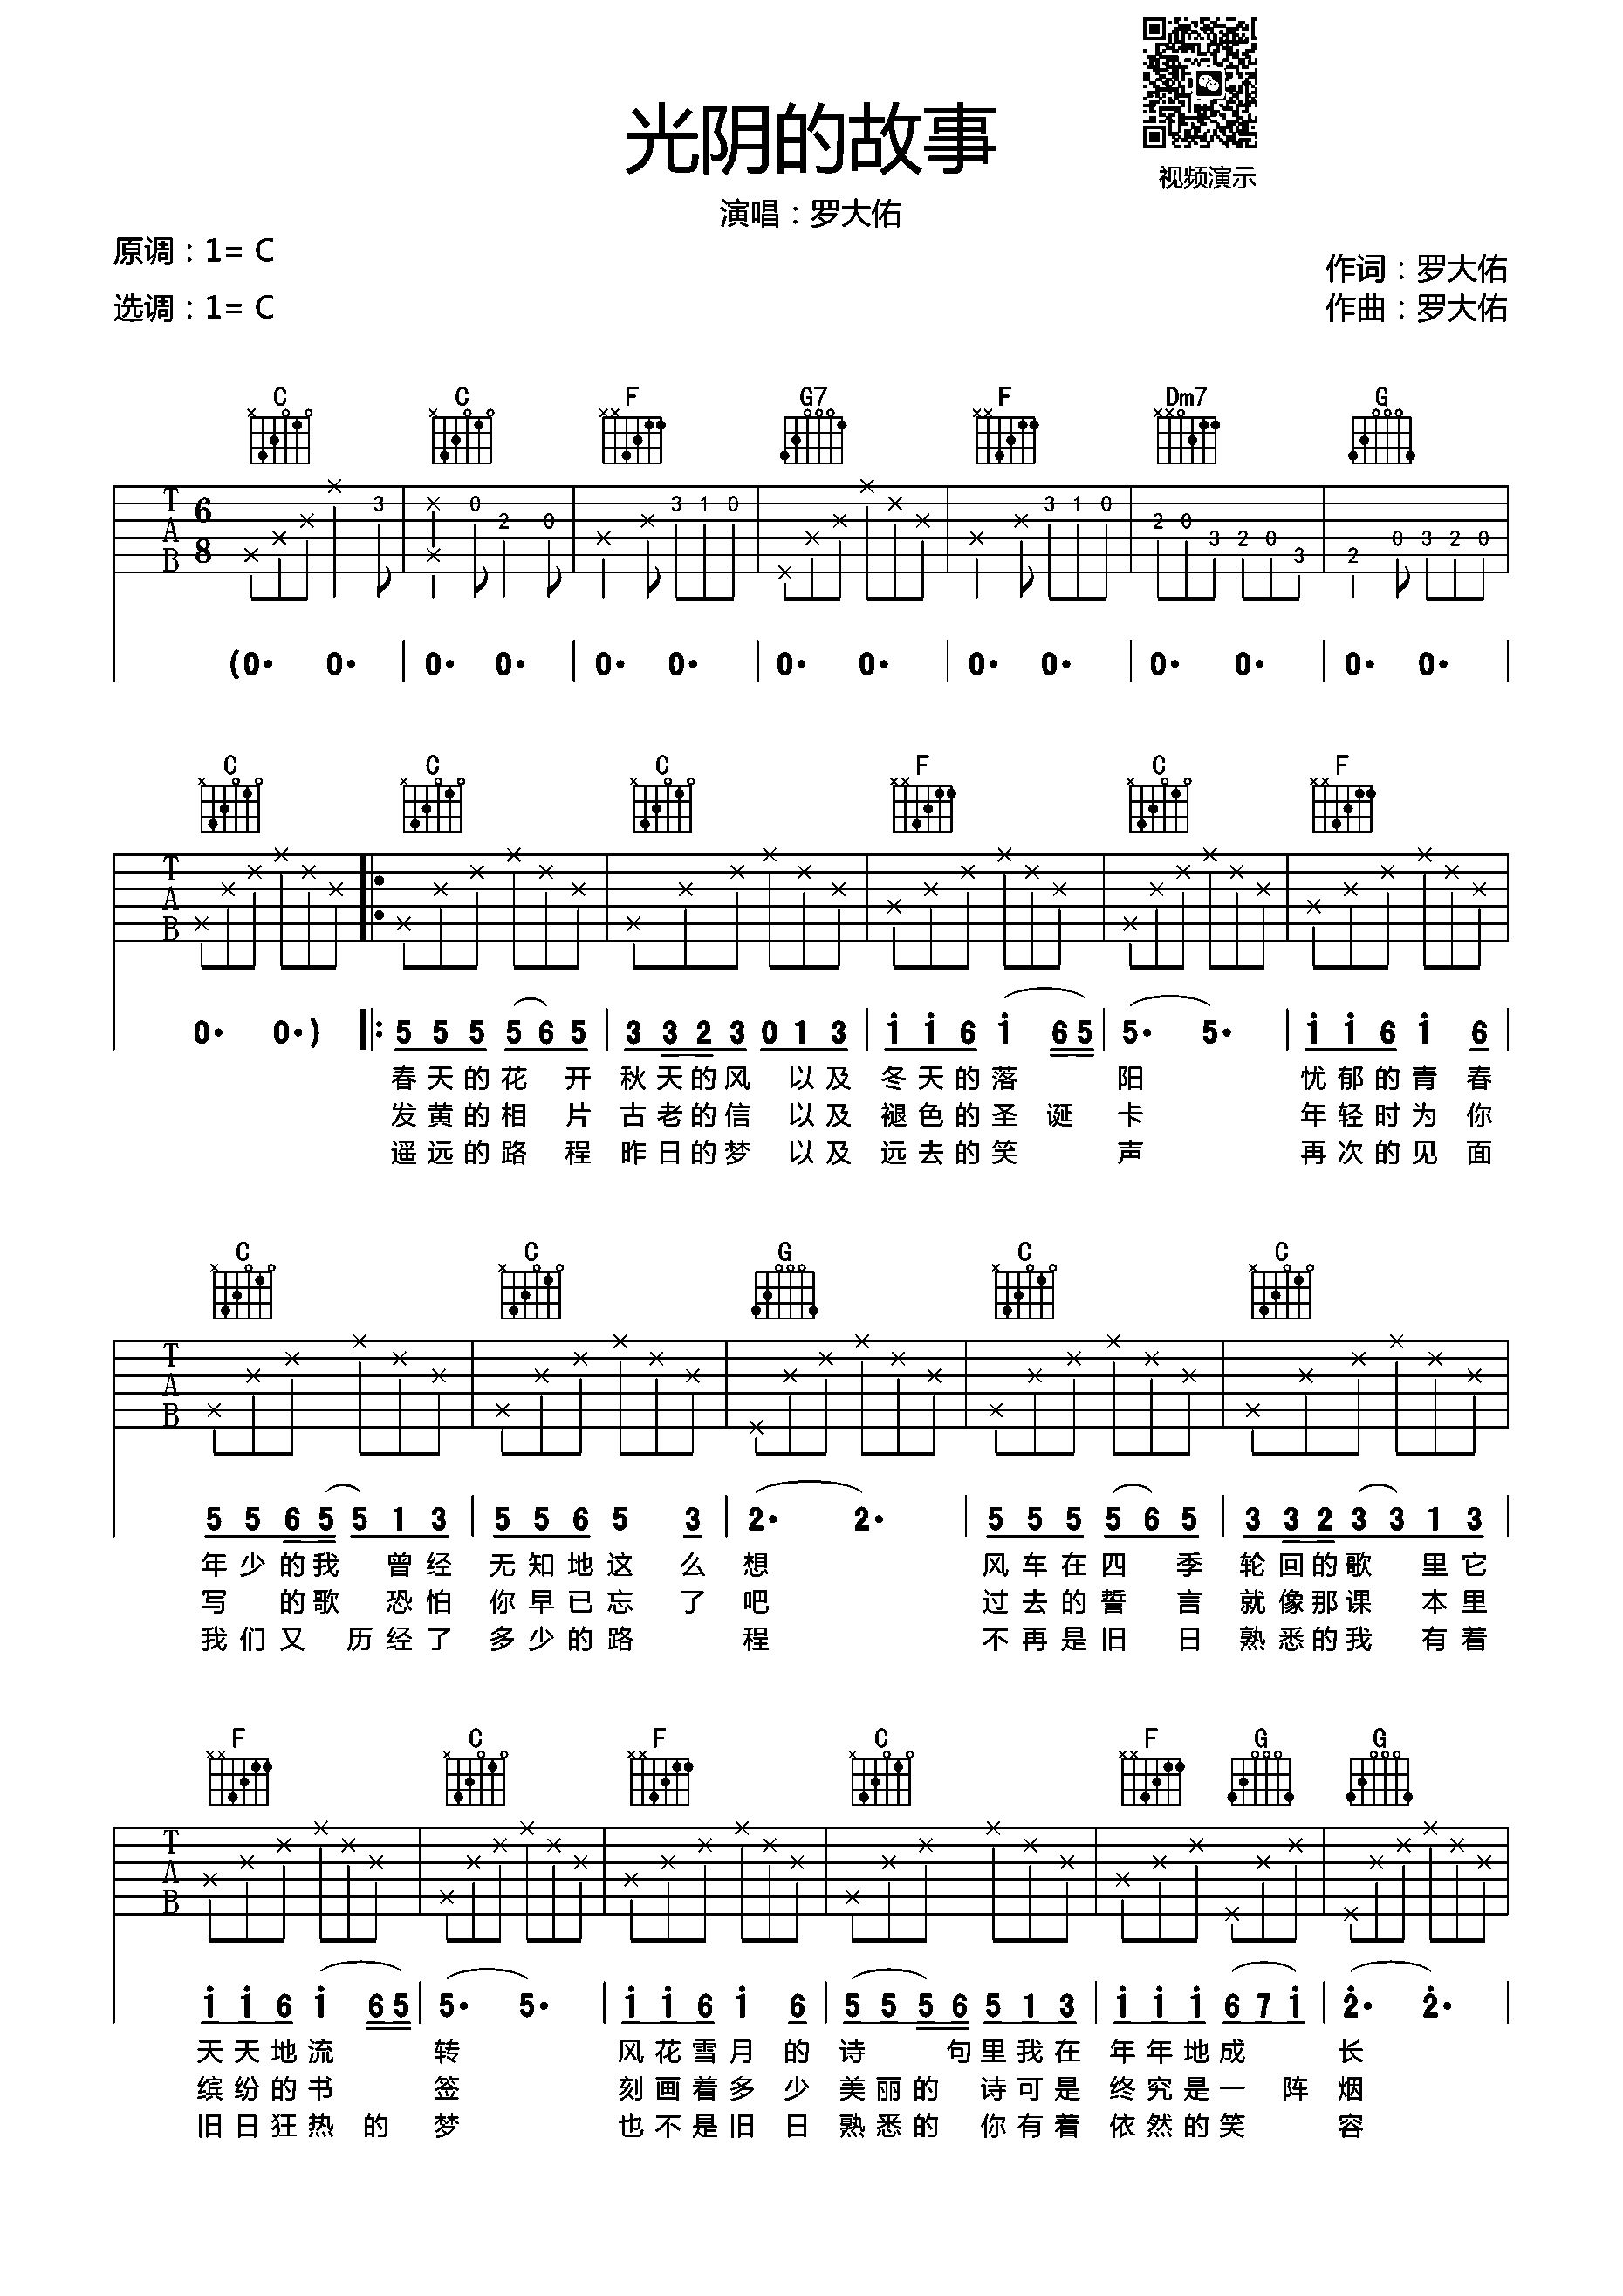 光阴的故事
视频演示
演唱：罗大佑
原调：1= C
作词：罗大佑
选调：1= C
作曲：罗大佑
C C F G7 F Dm7 G
T A B 6 8 3 0 2 0 3 1 0 3 1 0 2 0 3 2 0 3 2 0 3 2 0
(0· 0· | 0· 0· | 0· 0· | 0· 0· | 0· 0· | 0· 0· | 0· 0· |
C C C F C F
T A B
0· 0·) |: 5 5 5 5 6 5 | 3 3 2 3 0 1 3 | i i 6 i 6 5 | 5· 5· | i i 6 i 6 |
春天的花 开 秋天的风 以及 冬天的落 阳 忧郁的青 春
发黄的相 片 古老的信 以及 褪色的圣 诞 卡 年轻时为 你
遥远的路 程 昨日的梦 以及 远去的笑 声 再次的见 面
C C G C C
T A B
5 5 6 5 5 1 3 | 5 5 6 5 3 | 2· 2· | 5 5 5 5 6 5 | 3 3 2 3 3 1 3 |
年少的我 曾经 无知地这 么 想 风车在四 季 轮回的歌 里它
写 的歌 恐怕 你早已忘 了 吧 过去的誓 言 就像那课 本里
我们又 历经了 多少的路 程 不再是旧 日 熟悉的我 有着
F C F C F G G
T A B
i i 6 i 6 5 | 5· 5· | i i 6 i 6 | 5 5 5 6 5 1 3 | i i i 6 7 i | 2· 2· |
天天地流 转 风花雪月 的 诗 句里我在 年年地成 长
缤纷的书 签 刻画着多 少 美丽的 诗可是 终究是一 阵 烟
旧日狂热 的 梦 也不是旧 日 熟悉的 你有着 依然的笑 容